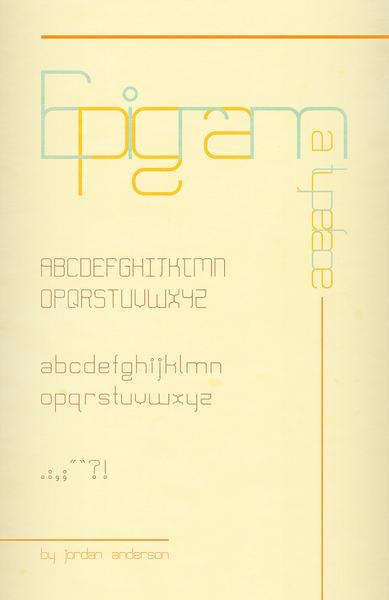 Epigram
a typeface
ABCDEFGHIJKLMN
OPQRSTUVWXYZ
abcdefghijklmn
opqrstuvwxyz
.:,;"“?!
by jordan anderson